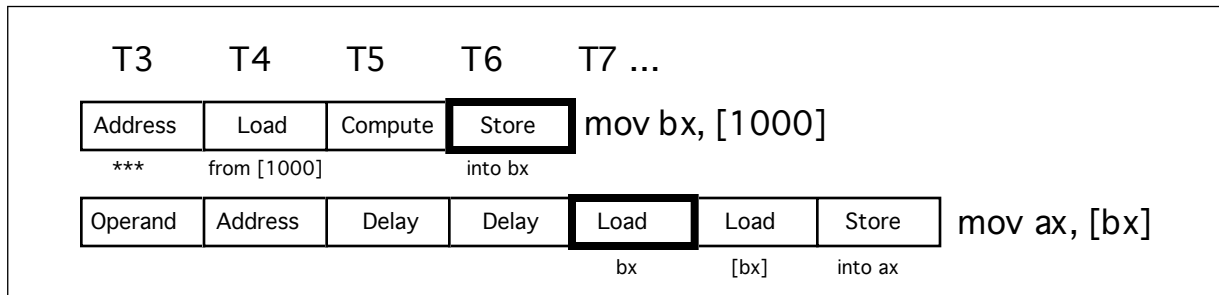 T3 T4 T5 T6 T7 ...
Address Load Compute Store mov bx, [1000]
*** from [1000] into bx
Operand Address Delay Delay Load Load Store mov ax, [bx]
bx [bx] into ax